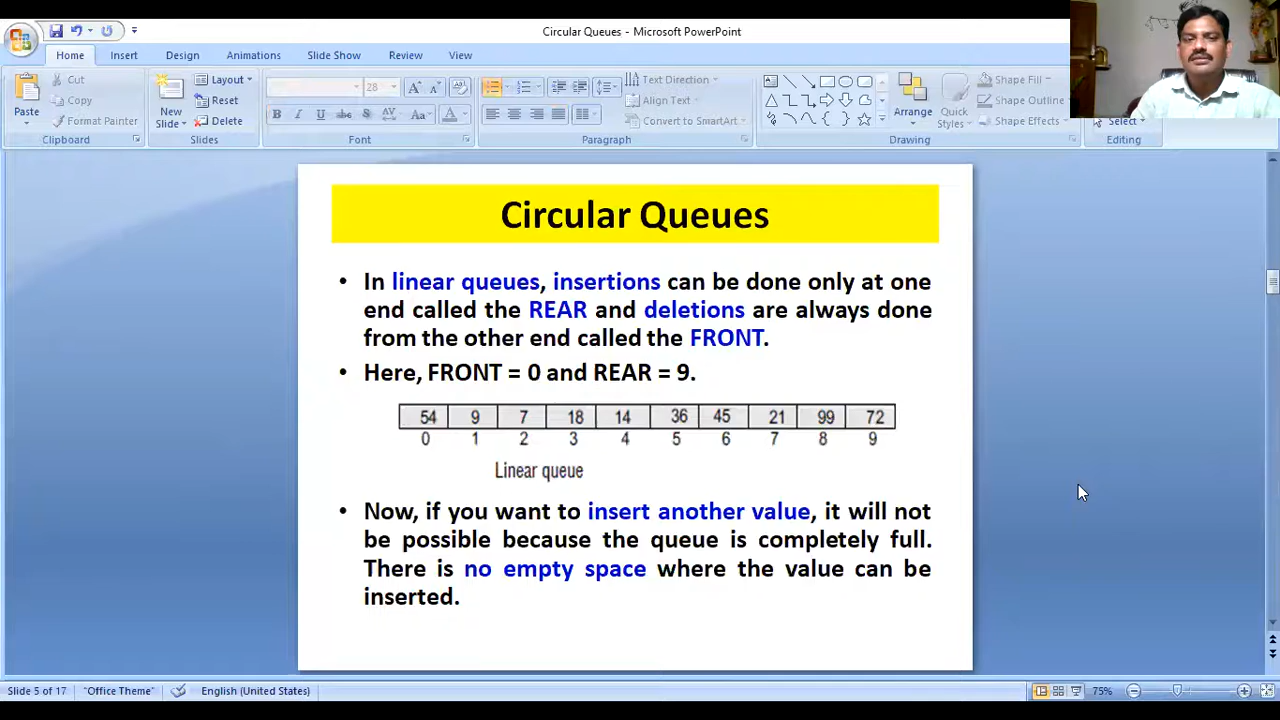 Circular Queues - Microsoft PowerPoint
Home Insert Design Animations Slide Show Review View
Paste
Cut
Copy
Format Painter
Clipboard
New Slide
Layout
Reset
Delete
Slides
28
B I U abc S AV Aa A
Font
Text Direction
Align Text
Convert to SmartArt
Paragraph
Arrange
Quick Styles
Shape Fill
Shape Outline
Shape Effects
Drawing
Select
Editing
Circular Queues
• In linear queues, insertions can be done only at one
end called the REAR and deletions are always done
from the other end called the FRONT.
• Here, FRONT = 0 and REAR = 9.
54 9 7 18 14 36 45 21 99 72
0 1 2 3 4 5 6 7 8 9
Linear queue
• Now, if you want to insert another value, it will not
be possible because the queue is completely full.
There is no empty space where the value can be
inserted.
Slide 5 of 17 "Office Theme" English (United States) 75%